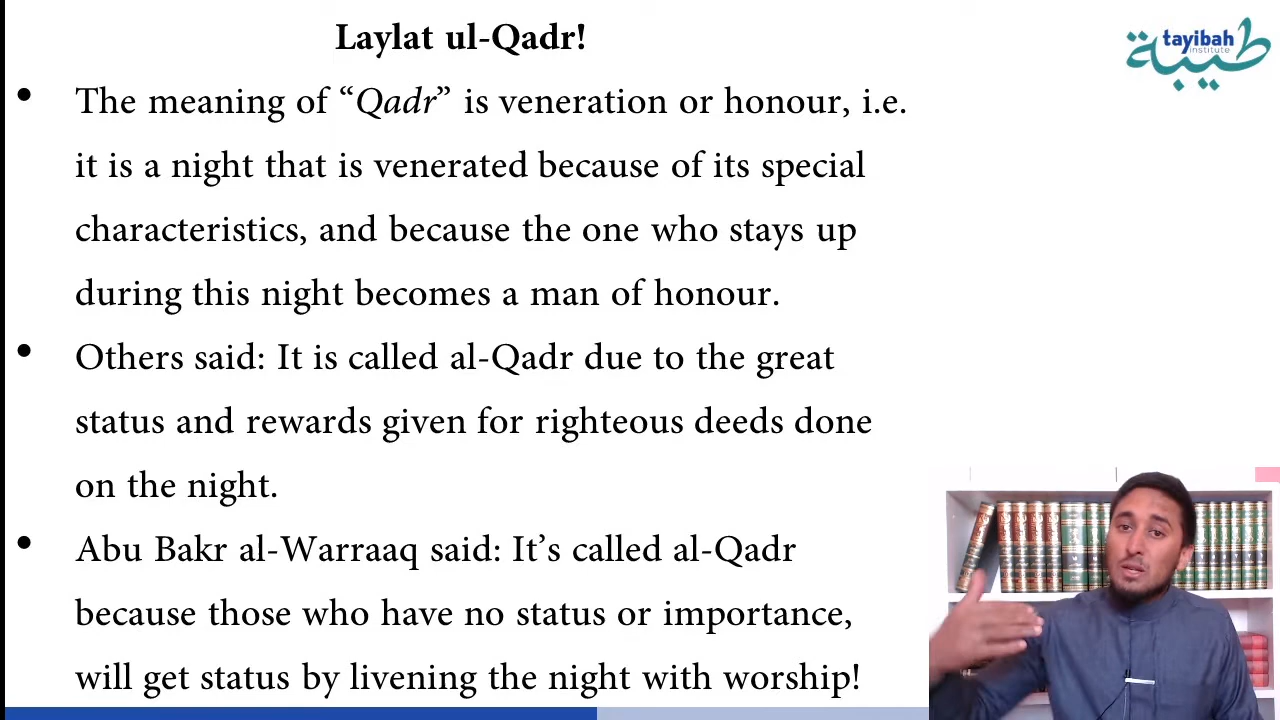 Laylat ul-Qadr!
tayibah
institute
طيبة
• The meaning of “Qadr” is veneration or honour, i.e.
it is a night that is venerated because of its special
characteristics, and because the one who stays up
during this night becomes a man of honour.
• Others said: It is called al-Qadr due to the great
status and rewards given for righteous deeds done
on the night.
• Abu Bakr al-Warraaq said: It’s called al-Qadr
because those who have no status or importance,
will get status by livening the night with worship!